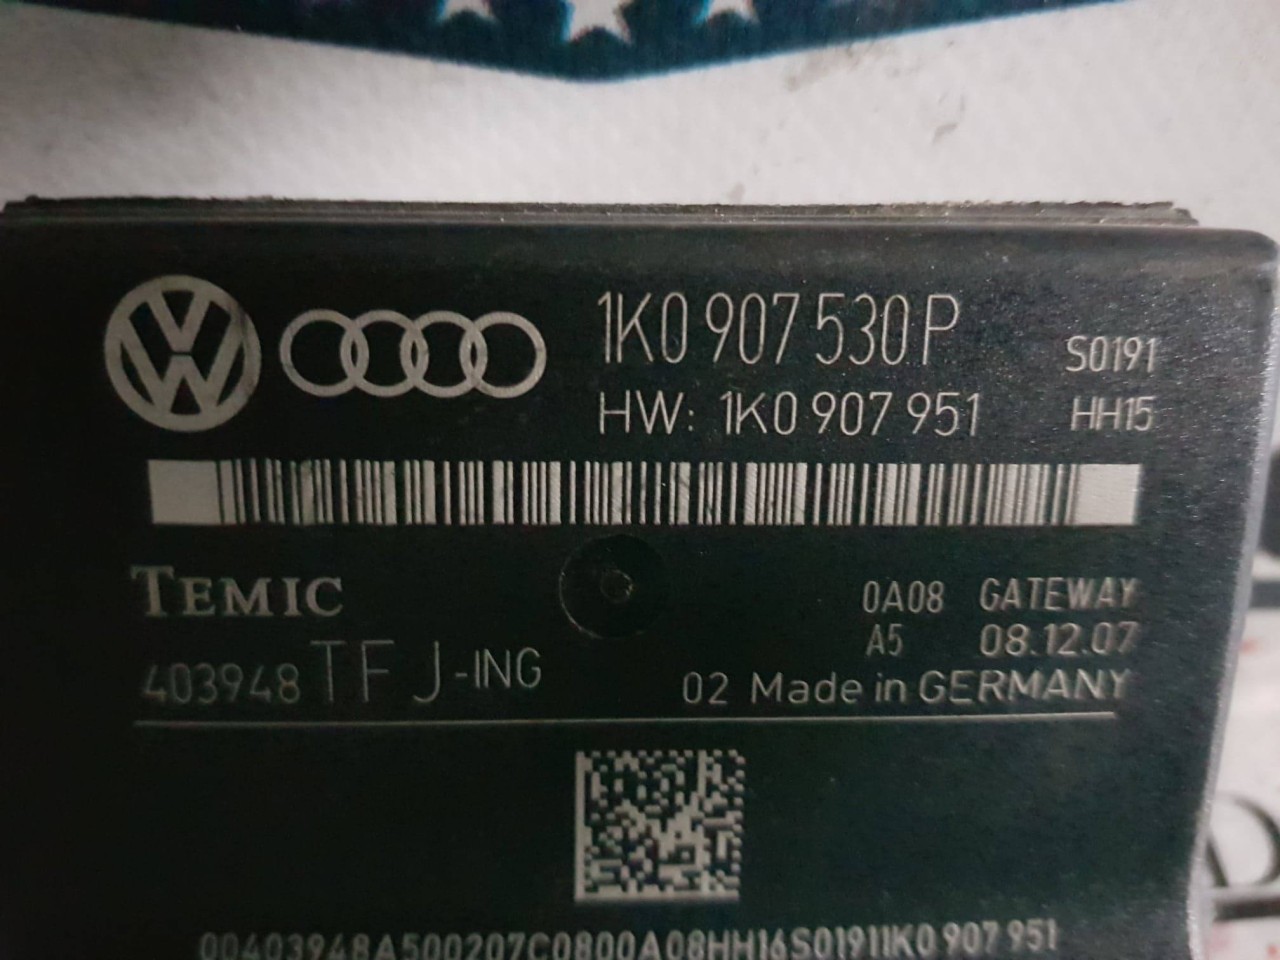 1K0 907 530 P S0191
HW: 1K0 907 951 HH15
TEMIC 0A08 GATEWAY
A5 08.12.07
403948 TF J-ING 02 Made in GERMANY
00403948A500207C0800A08HH16S01911K0 907 951